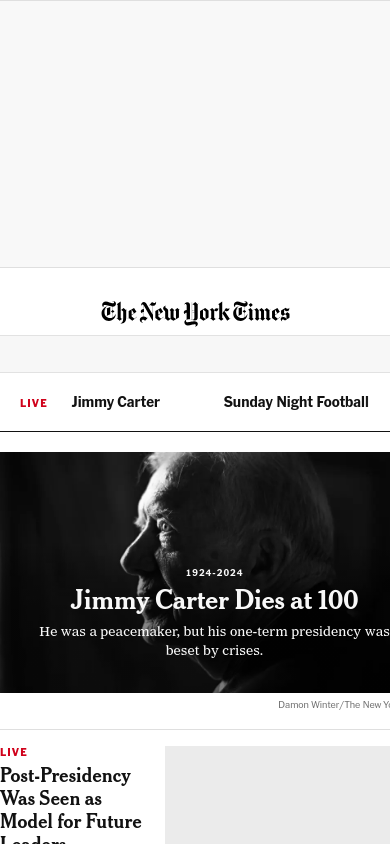 The New York Times
LIVE Jimmy Carter Sunday Night Football
1924-2024
Jimmy Carter Dies at 100
He was a peacemaker, but his one-term presidency was
beset by crises.
Damon Winter/The New Yo
LIVE
Post-Presidency
Was Seen as
Model for Future
Leaders